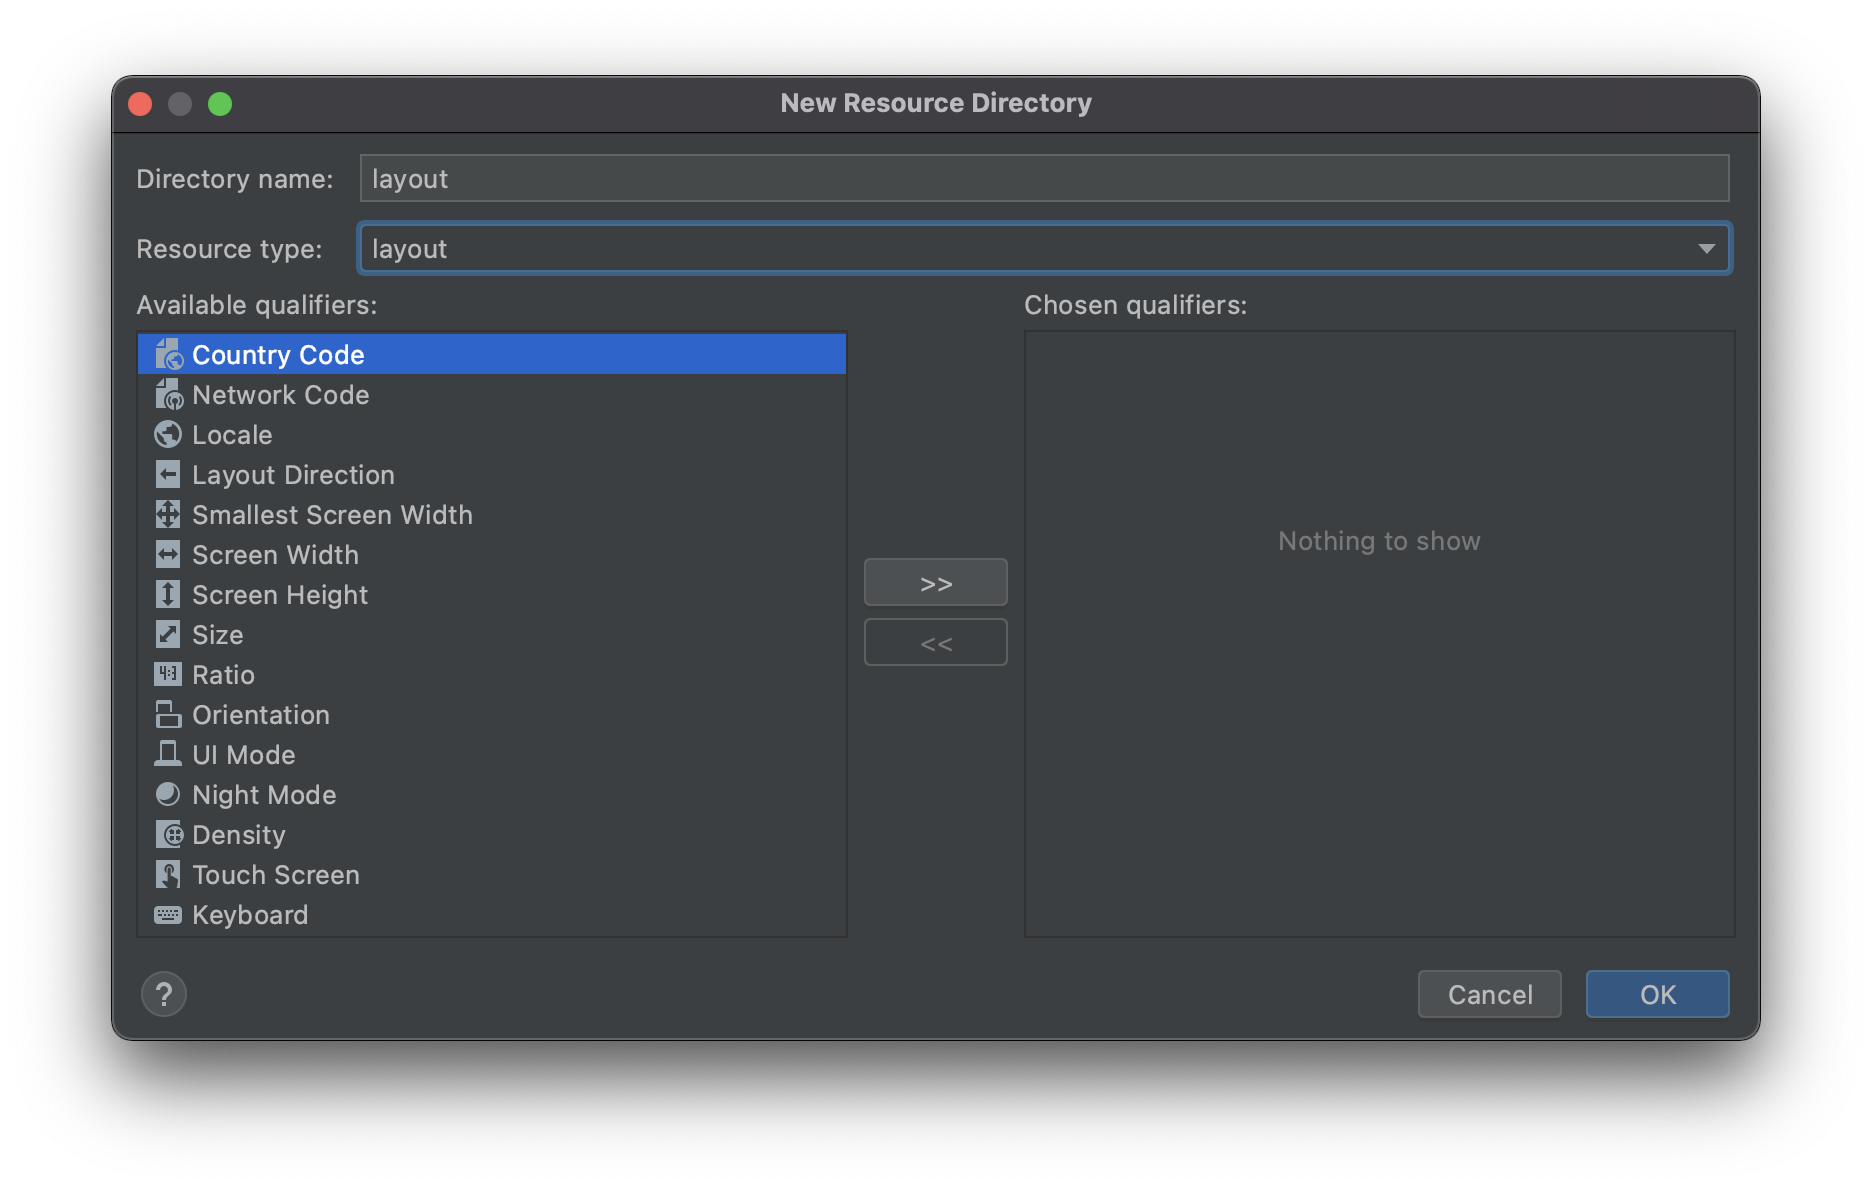 New Resource Directory
Directory name: layout
Resource type: layout
Available qualifiers:
Chosen qualifiers:
Country Code
Network Code
Locale
Layout Direction
Smallest Screen Width
Screen Width
Screen Height
Size
4:3 Ratio
Orientation
UI Mode
Night Mode
Density
Touch Screen
Keyboard
>>
<<
Nothing to show
?
Cancel
OK